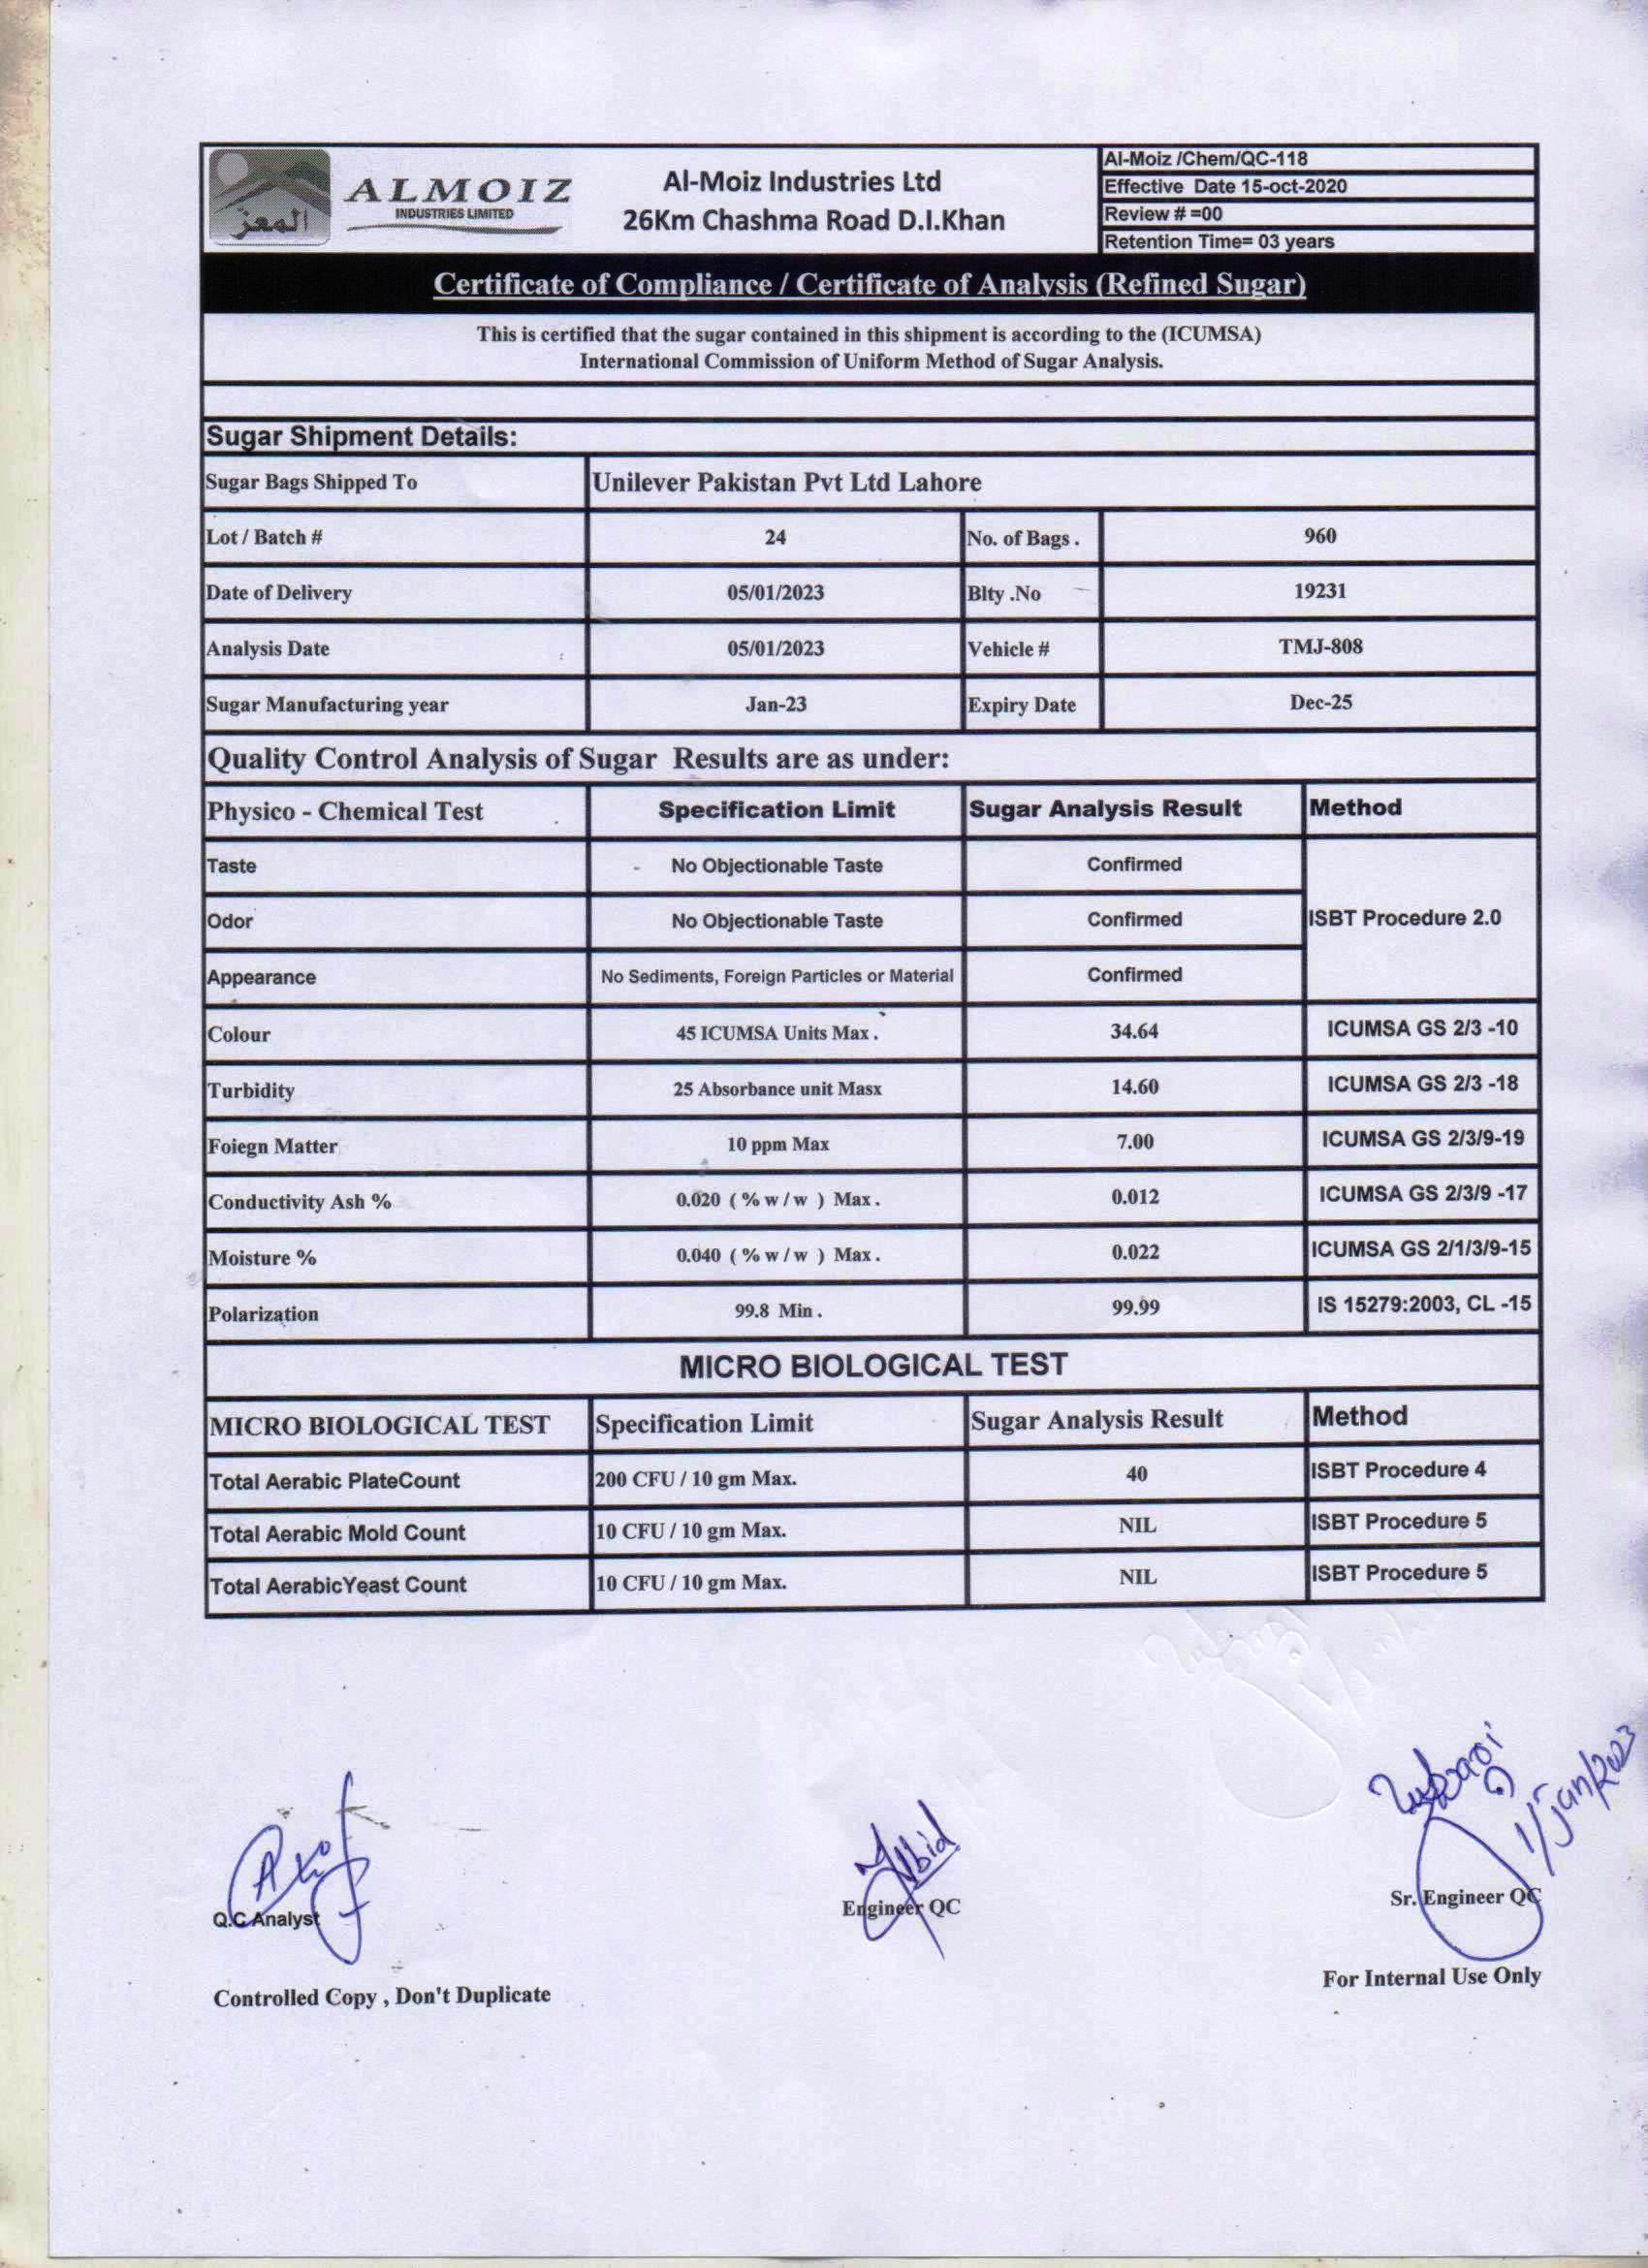 المعز
ALMOIZ
INDUSTRIES LIMITED
Al-Moiz Industries Ltd
26Km Chashma Road D.I.Khan
Al-Moiz /Chem/QC-118
Effective Date 15-oct-2020
Review # =00
Retention Time= 03 years
Certificate of Compliance / Certificate of Analysis (Refined Sugar)
This is certified that the sugar contained in this shipment is according to the (ICUMSA)
International Commission of Uniform Method of Sugar Analysis.
Sugar Shipment Details:
Sugar Bags Shipped To Unilever Pakistan Pvt Ltd Lahore
Lot / Batch # 24 No. of Bags . 960
Date of Delivery 05/01/2023 Blty .No 19231
Analysis Date 05/01/2023 Vehicle # TMJ-808
Sugar Manufacturing year Jan-23 Expiry Date Dec-25
Quality Control Analysis of Sugar Results are as under:
Physico - Chemical Test Specification Limit Sugar Analysis Result Method
Taste No Objectionable Taste Confirmed
Odor No Objectionable Taste Confirmed ISBT Procedure 2.0
Appearance No Sediments, Foreign Particles or Material Confirmed
Colour 45 ICUMSA Units Max . 34.64 ICUMSA GS 2/3 -10
Turbidity 25 Absorbance unit Masx 14.60 ICUMSA GS 2/3 -18
Foiegn Matter 10 ppm Max 7.00 ICUMSA GS 2/3/9-19
Conductivity Ash % 0.020 ( % w / w ) Max . 0.012 ICUMSA GS 2/3/9 -17
Moisture % 0.040 ( % w / w ) Max . 0.022 ICUMSA GS 2/1/3/9-15
Polarization 99.8 Min . 99.99 IS 15279:2003, CL -15
MICRO BIOLOGICAL TEST
MICRO BIOLOGICAL TEST Specification Limit Sugar Analysis Result Method
Total Aerabic PlateCount 200 CFU / 10 gm Max. 40 ISBT Procedure 4
Total Aerabic Mold Count 10 CFU / 10 gm Max. NIL ISBT Procedure 5
Total AerabicYeast Count 10 CFU / 10 gm Max. NIL ISBT Procedure 5
1/Jan/2023
Q.C Analyst Engineer QC Sr. Engineer QC
Controlled Copy , Don't Duplicate For Internal Use Only